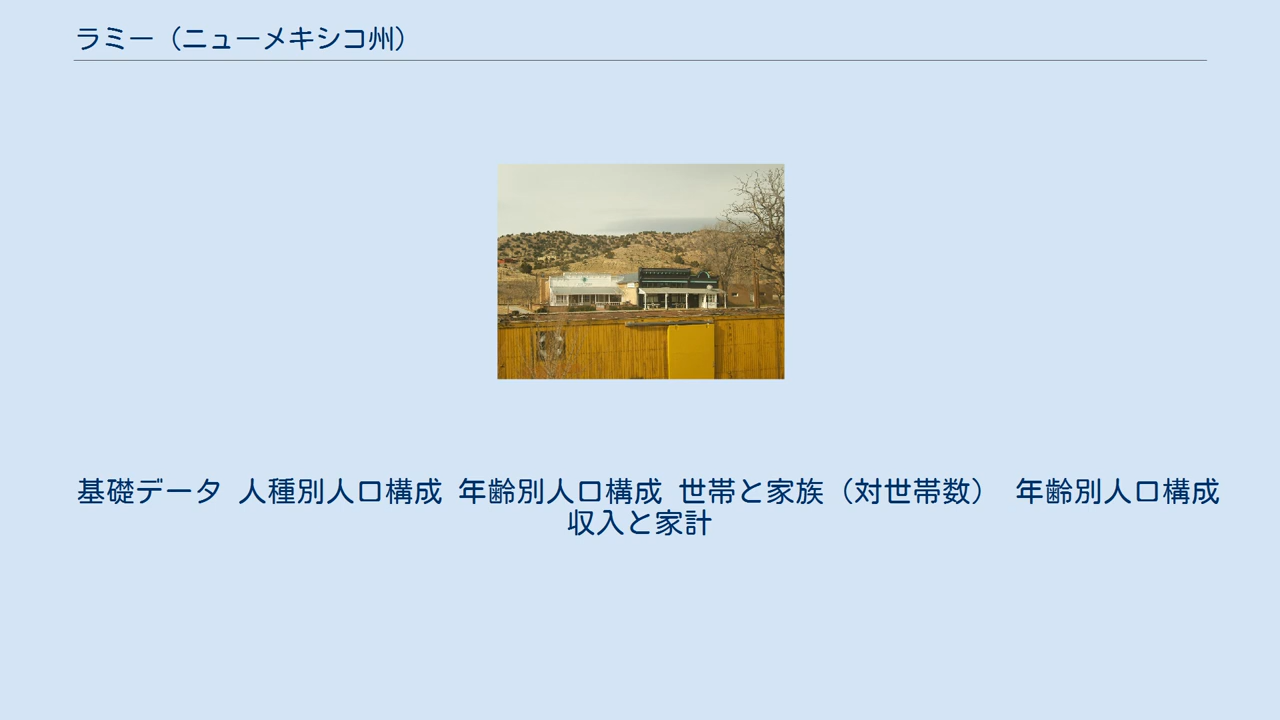 ラミー（ニューメキシコ州）
基礎データ 人種別人口構成 年齢別人口構成 世帯と家族（対世帯数） 年齢別人口構成
収入と家計